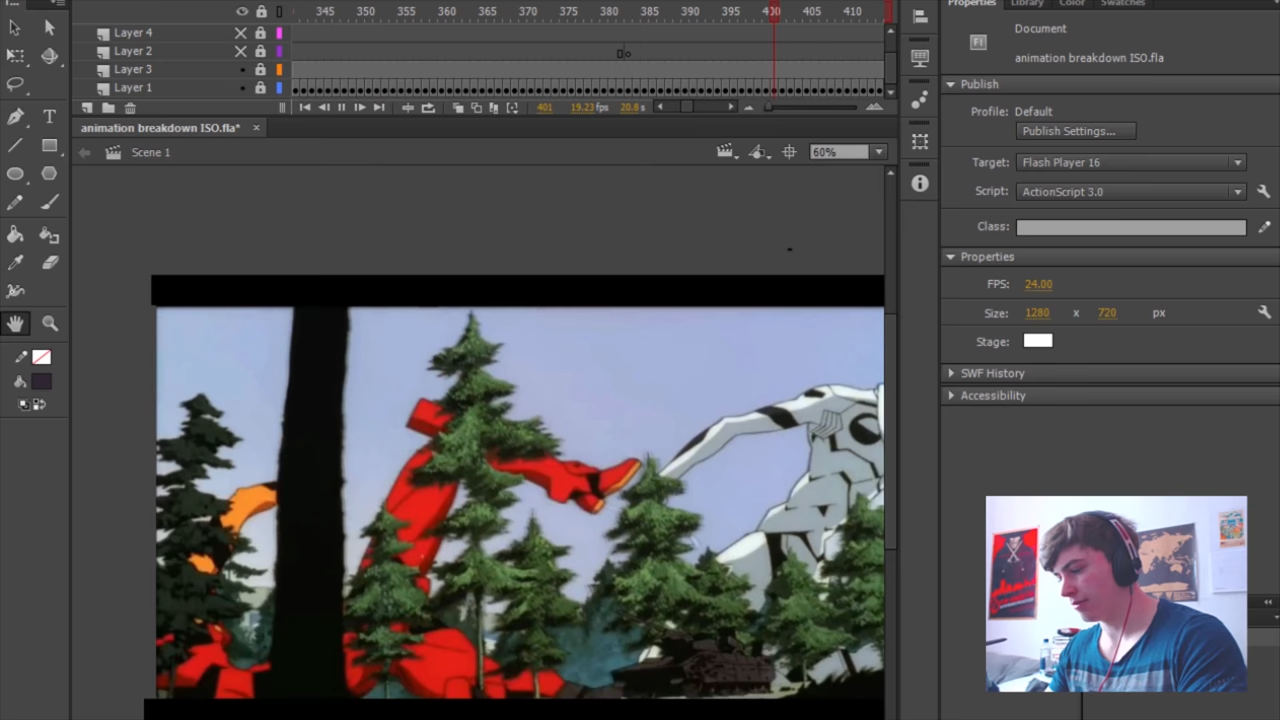 Properties Library Color Swatches
345 350 355 360 365 370 375 380 385 390 395 400 405 410
Layer 4
Layer 2
Layer 3
Layer 1
401 19.23 fps 20.8 s
animation breakdown ISO.fla* ×
Scene 1
60%
Document
Fl
animation breakdown ISO.fla
Publish
Profile: Default
Publish Settings...
Target: Flash Player 16
Script: ActionScript 3.0
Class:
Properties
FPS: 24.00
Size: 1280 x 720 px
Stage:
SWF History
Accessibility